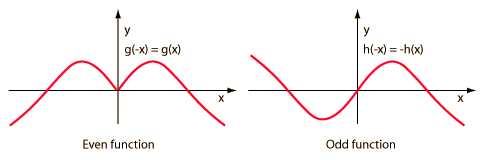 y
g(-x) = g(x)
x
Even function
y
h(-x) = -h(x)
x
Odd function